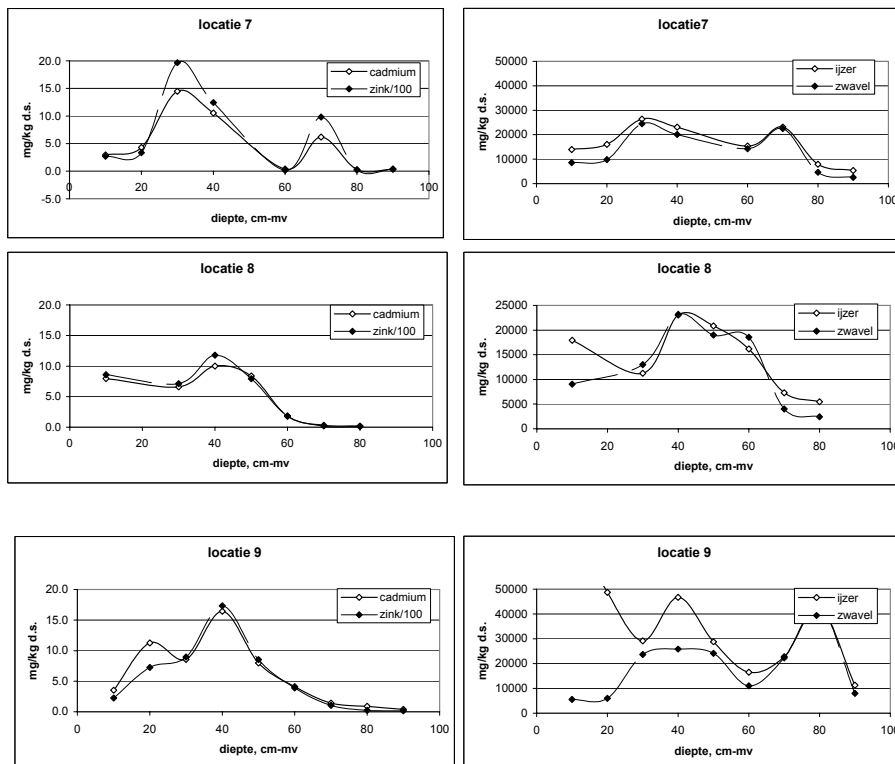 locatie 7
20.0
15.0
10.0
5.0
0.0
-5.0
mg/kg d.s.
0 20 40 60 80 100
diepte, cm-mv
cadmium
zink/100
locatie7
50000
40000
30000
20000
10000
0
mg/kg d.s.
0 20 40 60 80 100
diepte, cm-mv
ijzer
zwavel
locatie 8
20.0
15.0
10.0
5.0
0.0
mg/kg d.s.
0 20 40 60 80 100
diepte, cm-mv
cadmium
zink/100
locatie 8
25000
20000
15000
10000
5000
0
mg/kg d.s.
0 20 40 60 80 100
diepte, cm-mv
ijzer
zwavel
locatie 9
20.0
15.0
10.0
5.0
0.0
mg/kg d.s.
0 20 40 60 80 100
diepte, cm-mv
cadmium
zink/100
locatie 9
50000
40000
30000
20000
10000
0
mg/kg d.s.
0 20 40 60 80 100
diepte, cm-mv
ijzer
zwavel